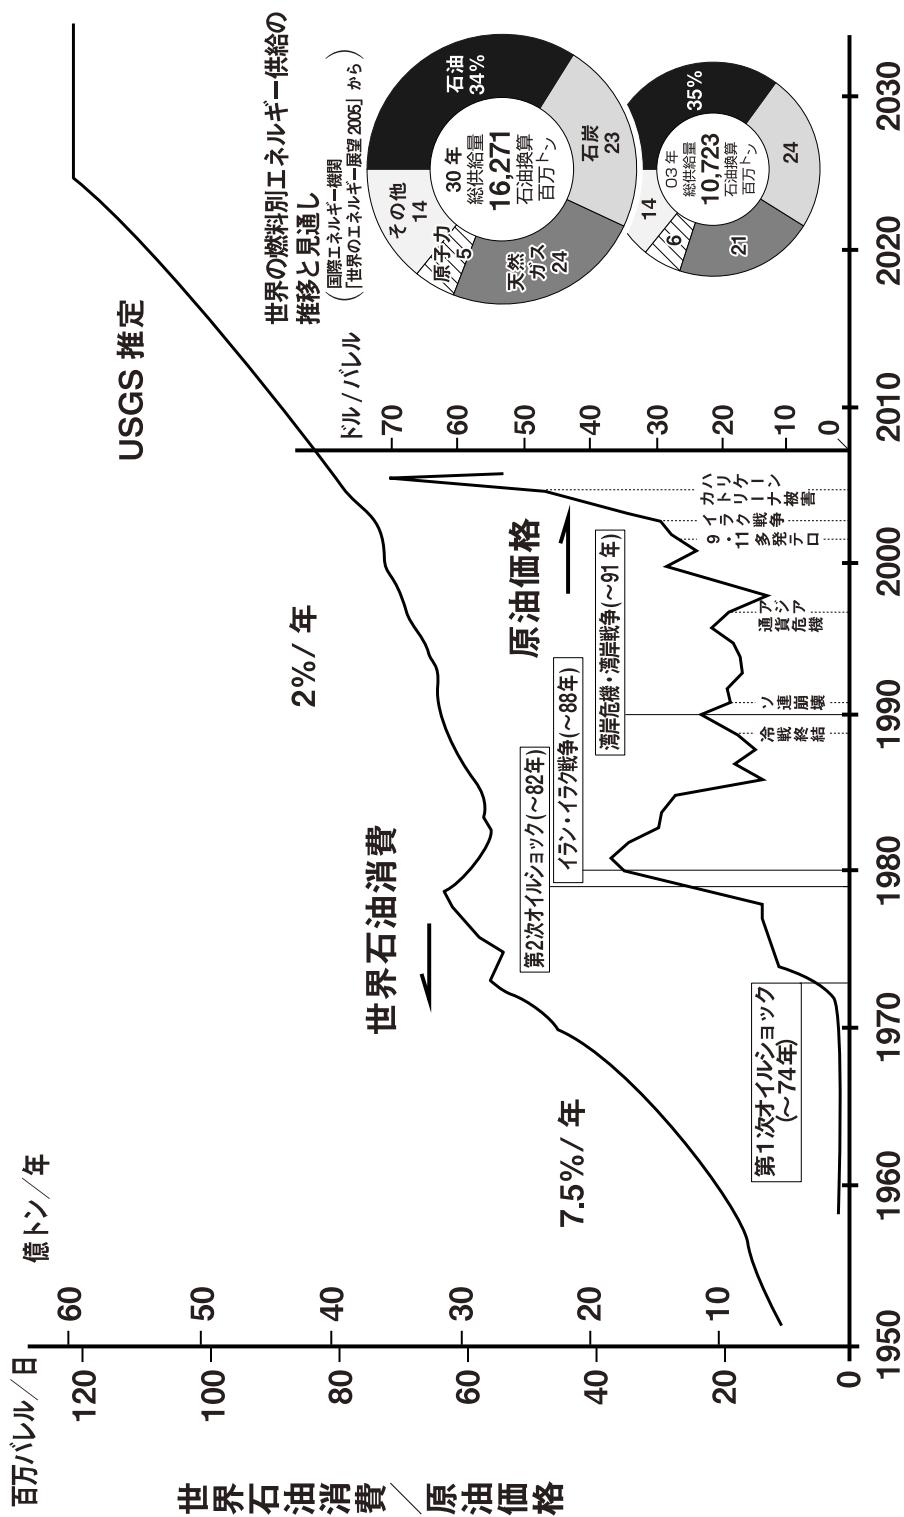 世界石油消費／原油価格
百万バレル／日
億トン／年
120
100
80
60
40
20
0
60
50
40
30
20
10
1950
1960
1970
1980
1990
2000
2010
2020
2030
7.5%/年
2%/年
USGS 推定
世界石油消費
原油価格
第1次オイルショック
(～74年)
第2次オイルショック(～82年)
イラン・イラク戦争(～88年)
湾岸危機・湾岸戦争(～91年)
冷戦終結
ソ連崩壊
アジア
通貨危機
9・11多発テロ
イラク戦争
ハリケーン
カトリーナ被害
ドル/バレル
70
60
50
40
30
20
10
0
世界の燃料別エネルギー供給の
推移と見通し
(国際エネルギー機関
「世界のエネルギー展望2005」から)
30年
総供給量
16,271
石油換算
百万トン
石油
34%
石炭
23
天然
ガス
24
原子力
5
その他
14
03年
総供給量
10,723
石油換算
百万トン
35%
24
21
6
14